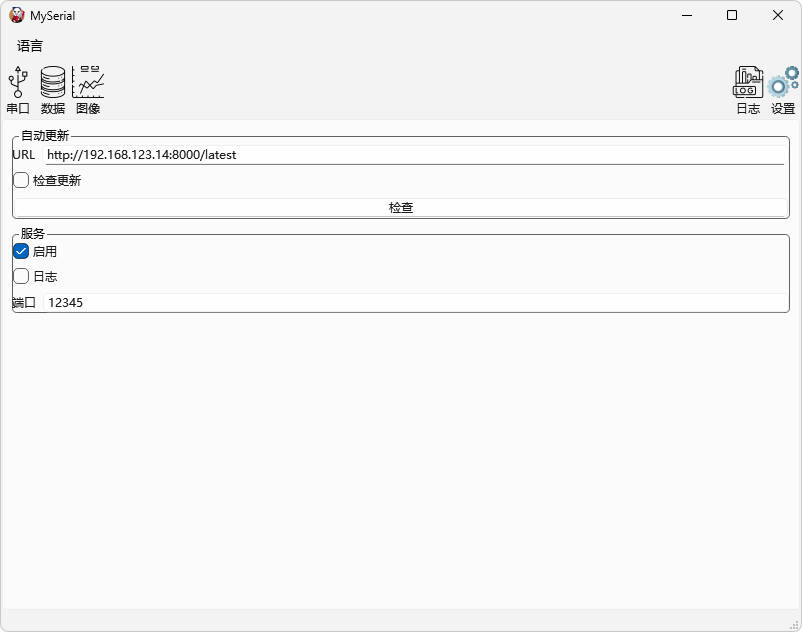 MySerial
语言
串口 数据 图像 日志 设置
自动更新
URL http://192.168.123.14:8000/latest
检查更新
检查
服务
启用
日志
端口 12345